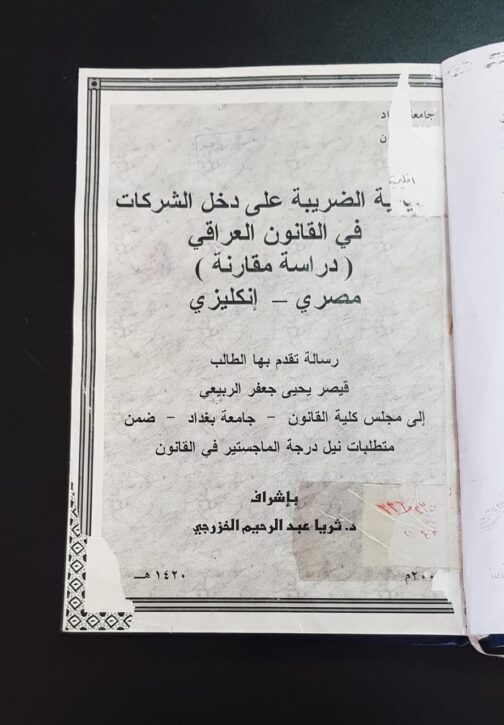 جامعة
الضريبة على دخل الشركات
في القانون العراقي
( دراسة مقارنة )
مصري – إنكليزي
رسالة تقدم بها الطالب
قيصر يحيى جعفر الربيعي
إلى مجلس كلية القانون – جامعة بغداد – ضمن
متطلبات نيل درجة الماجستير في القانون
بإشراف
د. ثريا عبد الرحيم الخزرجي
١٤٢٠ هـ